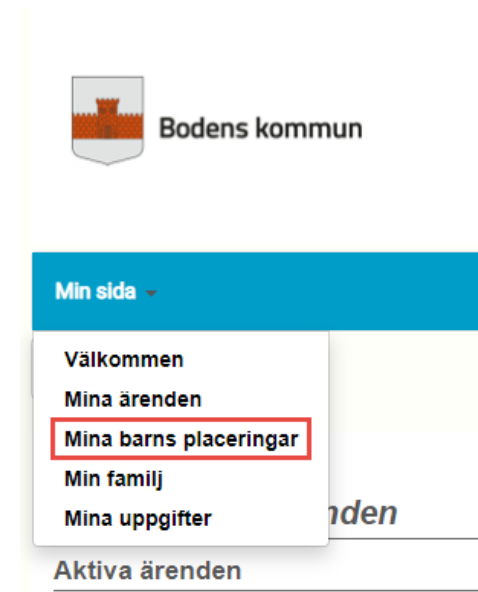 Bodens kommun
Min sida
Välkommen
Mina ärenden
Mina barns placeringar
Min familj
Mina uppgifter
nden
Aktiva ärenden